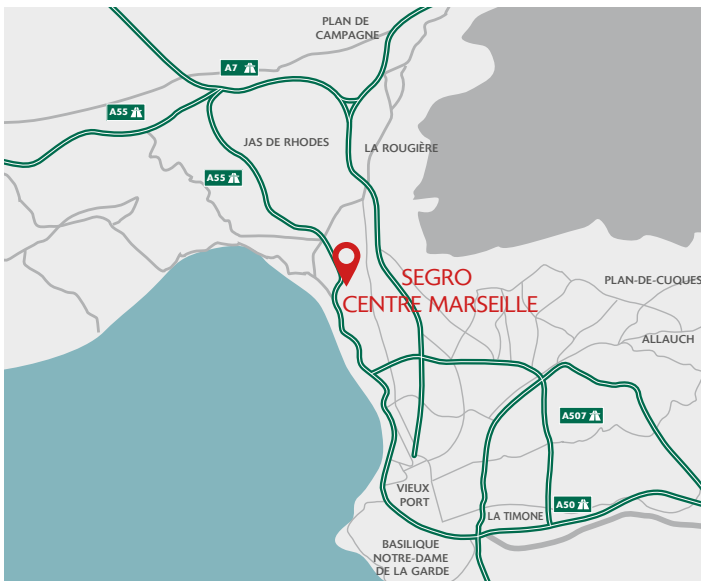 PLAN DE
CAMPAGNE
A7
A55
JAS DE RHODES
LA ROUGIÈRE
A55
SEGRO
CENTRE MARSEILLE
PLAN-DE-CUQUES
ALLAUCH
A507
VIEUX
PORT
A50
LA TIMONE
BASILIQUE
NOTRE-DAME
DE LA GARDE